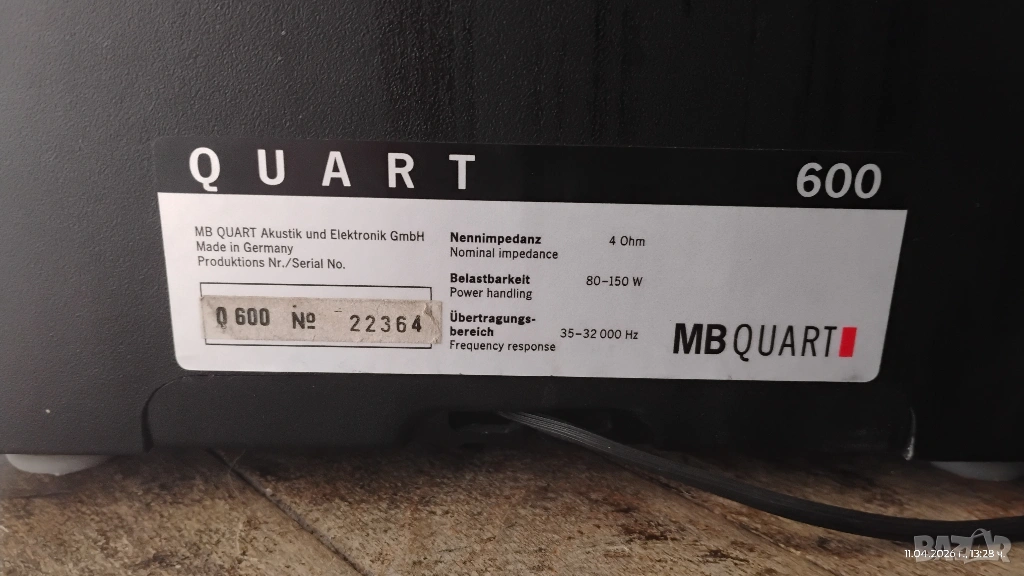 QUART 600
MB QUART Akustik und Elektronik GmbH
Made in Germany
Produktions Nr./Serial No.
Q 600 № 22364
Nennimpedanz 4 Ohm
Nominal impedance
Belastbarkeit 80–150 W
Power handling
Übertragungs-
bereich 35–32 000 Hz
Frequency response
MB QUART
BAZAR
11.04.2026 г., 13:28 ч.